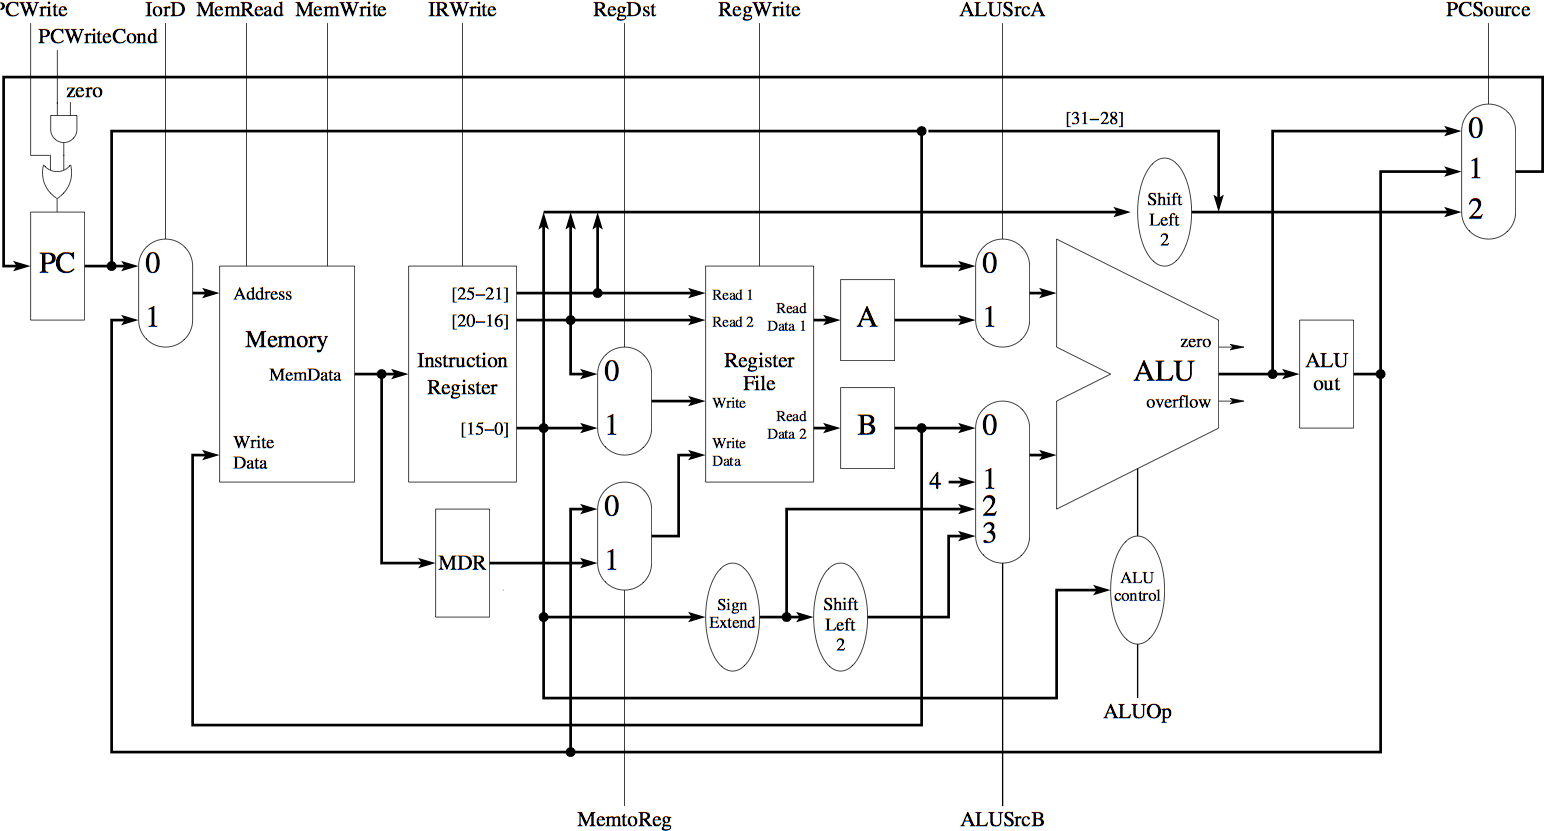 PCWrite IorD MemRead MemWrite IRWrite RegDst RegWrite ALUSrcA PCSource
PCWriteCond
zero
[31–28]
0
1
2
Shift
Left
2
PC
0
1
Address
Memory
MemData
Write
Data
[25–21]
[20–16]
Instruction
Register
[15–0]
0
1
Read 1
Read 2
Read
Data 1
Register
File
Write
Read
Data 2
Write
Data
A
B
0
1
0
4
1
2
3
zero
ALU
overflow
ALU
out
0
1
MDR
Sign
Extend
Shift
Left
2
ALU
control
ALUOp
MemtoReg
ALUSrcB